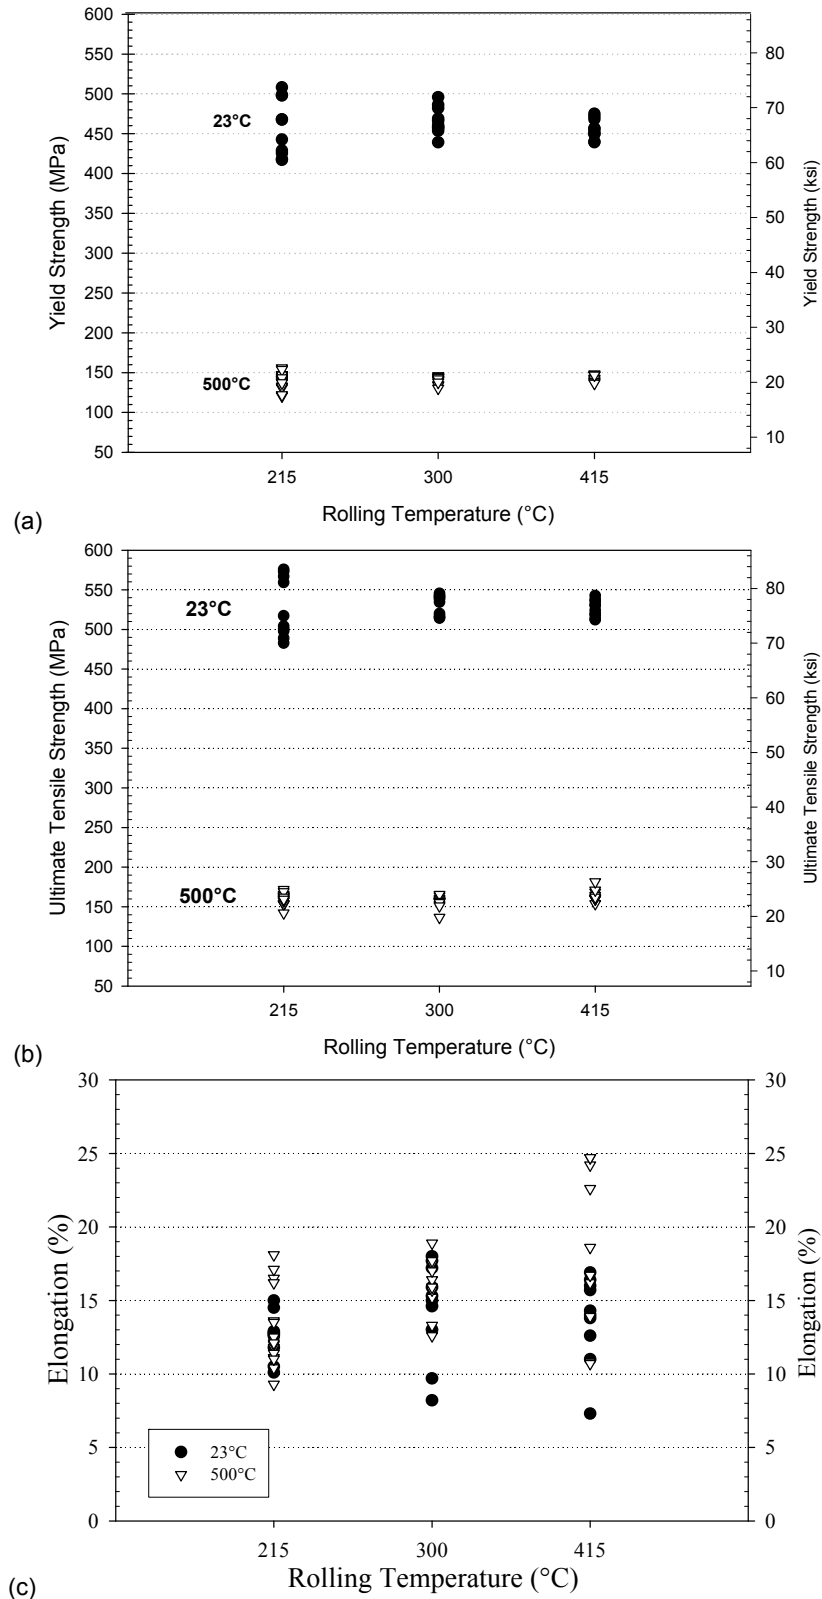 600
550
500
450
400
350
300
250
200
150
100
50
Yield Strength (MPa)
23°C
500°C
80
70
60
50
40
30
20
10
Yield Strength (ksi)
215 300 415
Rolling Temperature (°C)
(a)
600
550
500
450
400
350
300
250
200
150
100
50
Ultimate Tensile Strength (MPa)
23°C
500°C
80
70
60
50
40
30
20
10
Ultimate Tensile Strength (ksi)
215 300 415
Rolling Temperature (°C)
(b)
30
25
20
15
10
5
0
Elongation (%)
23°C
500°C
30
25
20
15
10
5
0
Elongation (%)
215 300 415
Rolling Temperature (°C)
(c)